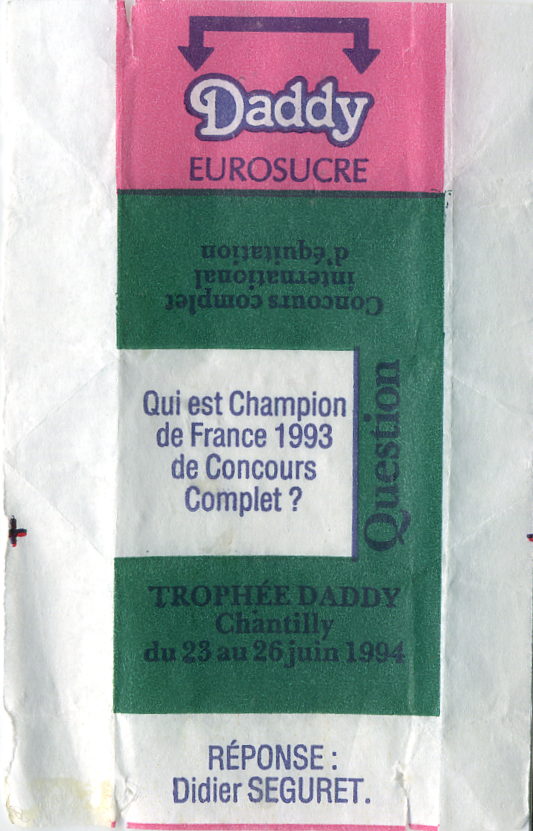 Daddy
EUROSUCRE
Concours complet
international
d'équitation
Question
Qui est Champion
de France 1993
de Concours
Complet ?
TROPHÉE DADDY
Chantilly
du 23 au 26 juin 1994
RÉPONSE :
Didier SEGURET.